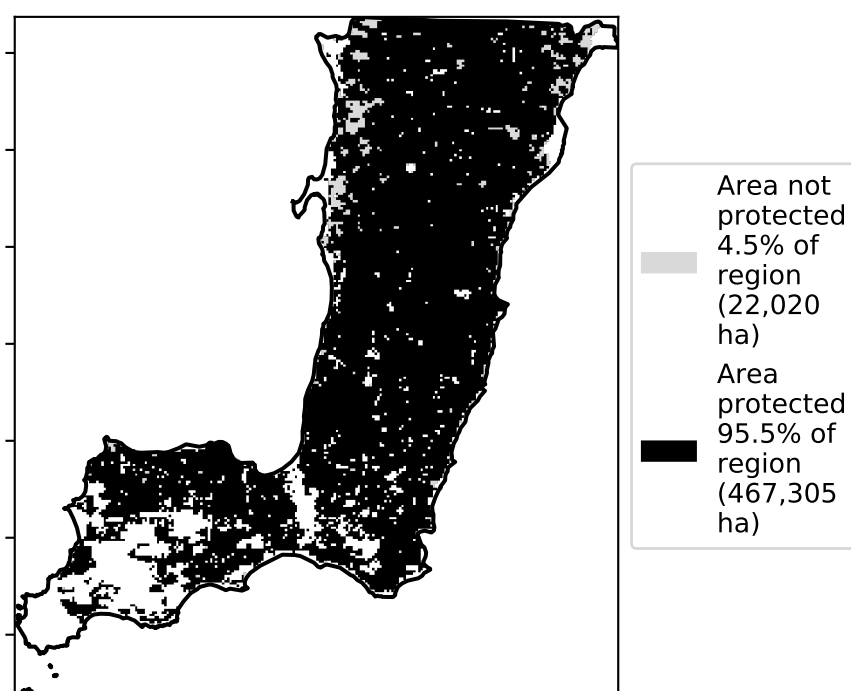 Area not
protected
4.5% of
region
(22,020
ha)
Area
protected
95.5% of
region
(467,305
ha)